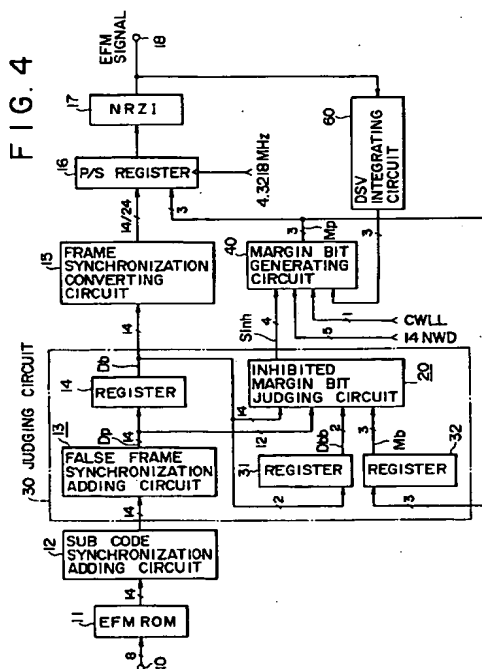 FIG. 4
EFM SIGNAL
18
17
NRZI
16
P/S REGISTER
4.3218MHz
14/24
3
15
FRAME
SYNCHRONIZATION
CONVERTING
CIRCUIT
14
60
DSV
INTEGRATING
CIRCUIT
3
3
Mp
40
MARGIN BIT
GENERATING
CIRCUIT
4
SInh
5
1
CWLL
14NWD
30 JUDGING CIRCUIT
Db
14
REGISTER
14
Dp
13
FALSE FRAME
SYNCHRONIZATION
ADDING CIRCUIT
14
14
12
INHIBITED
MARGIN BIT
JUDGING
CIRCUIT
20
Dbb
2
3
Mb
31
REGISTER
32
REGISTER
2
3
12
SUB CODE
SYNCHRONIZATION
ADDING CIRCUIT
14
11
EFM ROM
8
10